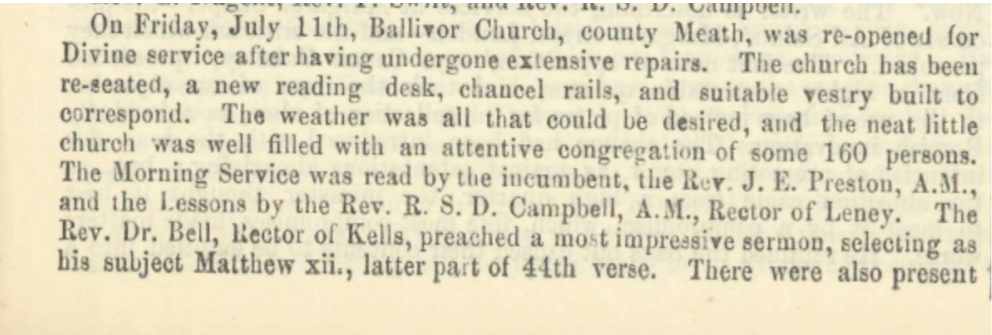 and Rev. R. S. D. Campbell.
On Friday, July 11th, Ballivor Church, county Meath, was re-opened for
Divine service after having undergone extensive repairs. The church has been
re-seated, a new reading desk, chancel rails, and suitable vestry built to
correspond. The weather was all that could be desired, and the neat little
church was well filled with an attentive congregation of some 160 persons.
The Morning Service was read by the incumbent, the Rev. J. E. Preston, A.M.,
and the Lessons by the Rev. R. S. D. Campbell, A.M., Rector of Leney. The
Rev. Dr. Bell, Rector of Kells, preached a most impressive sermon, selecting as
his subject Matthew xii., latter part of 44th verse. There were also present